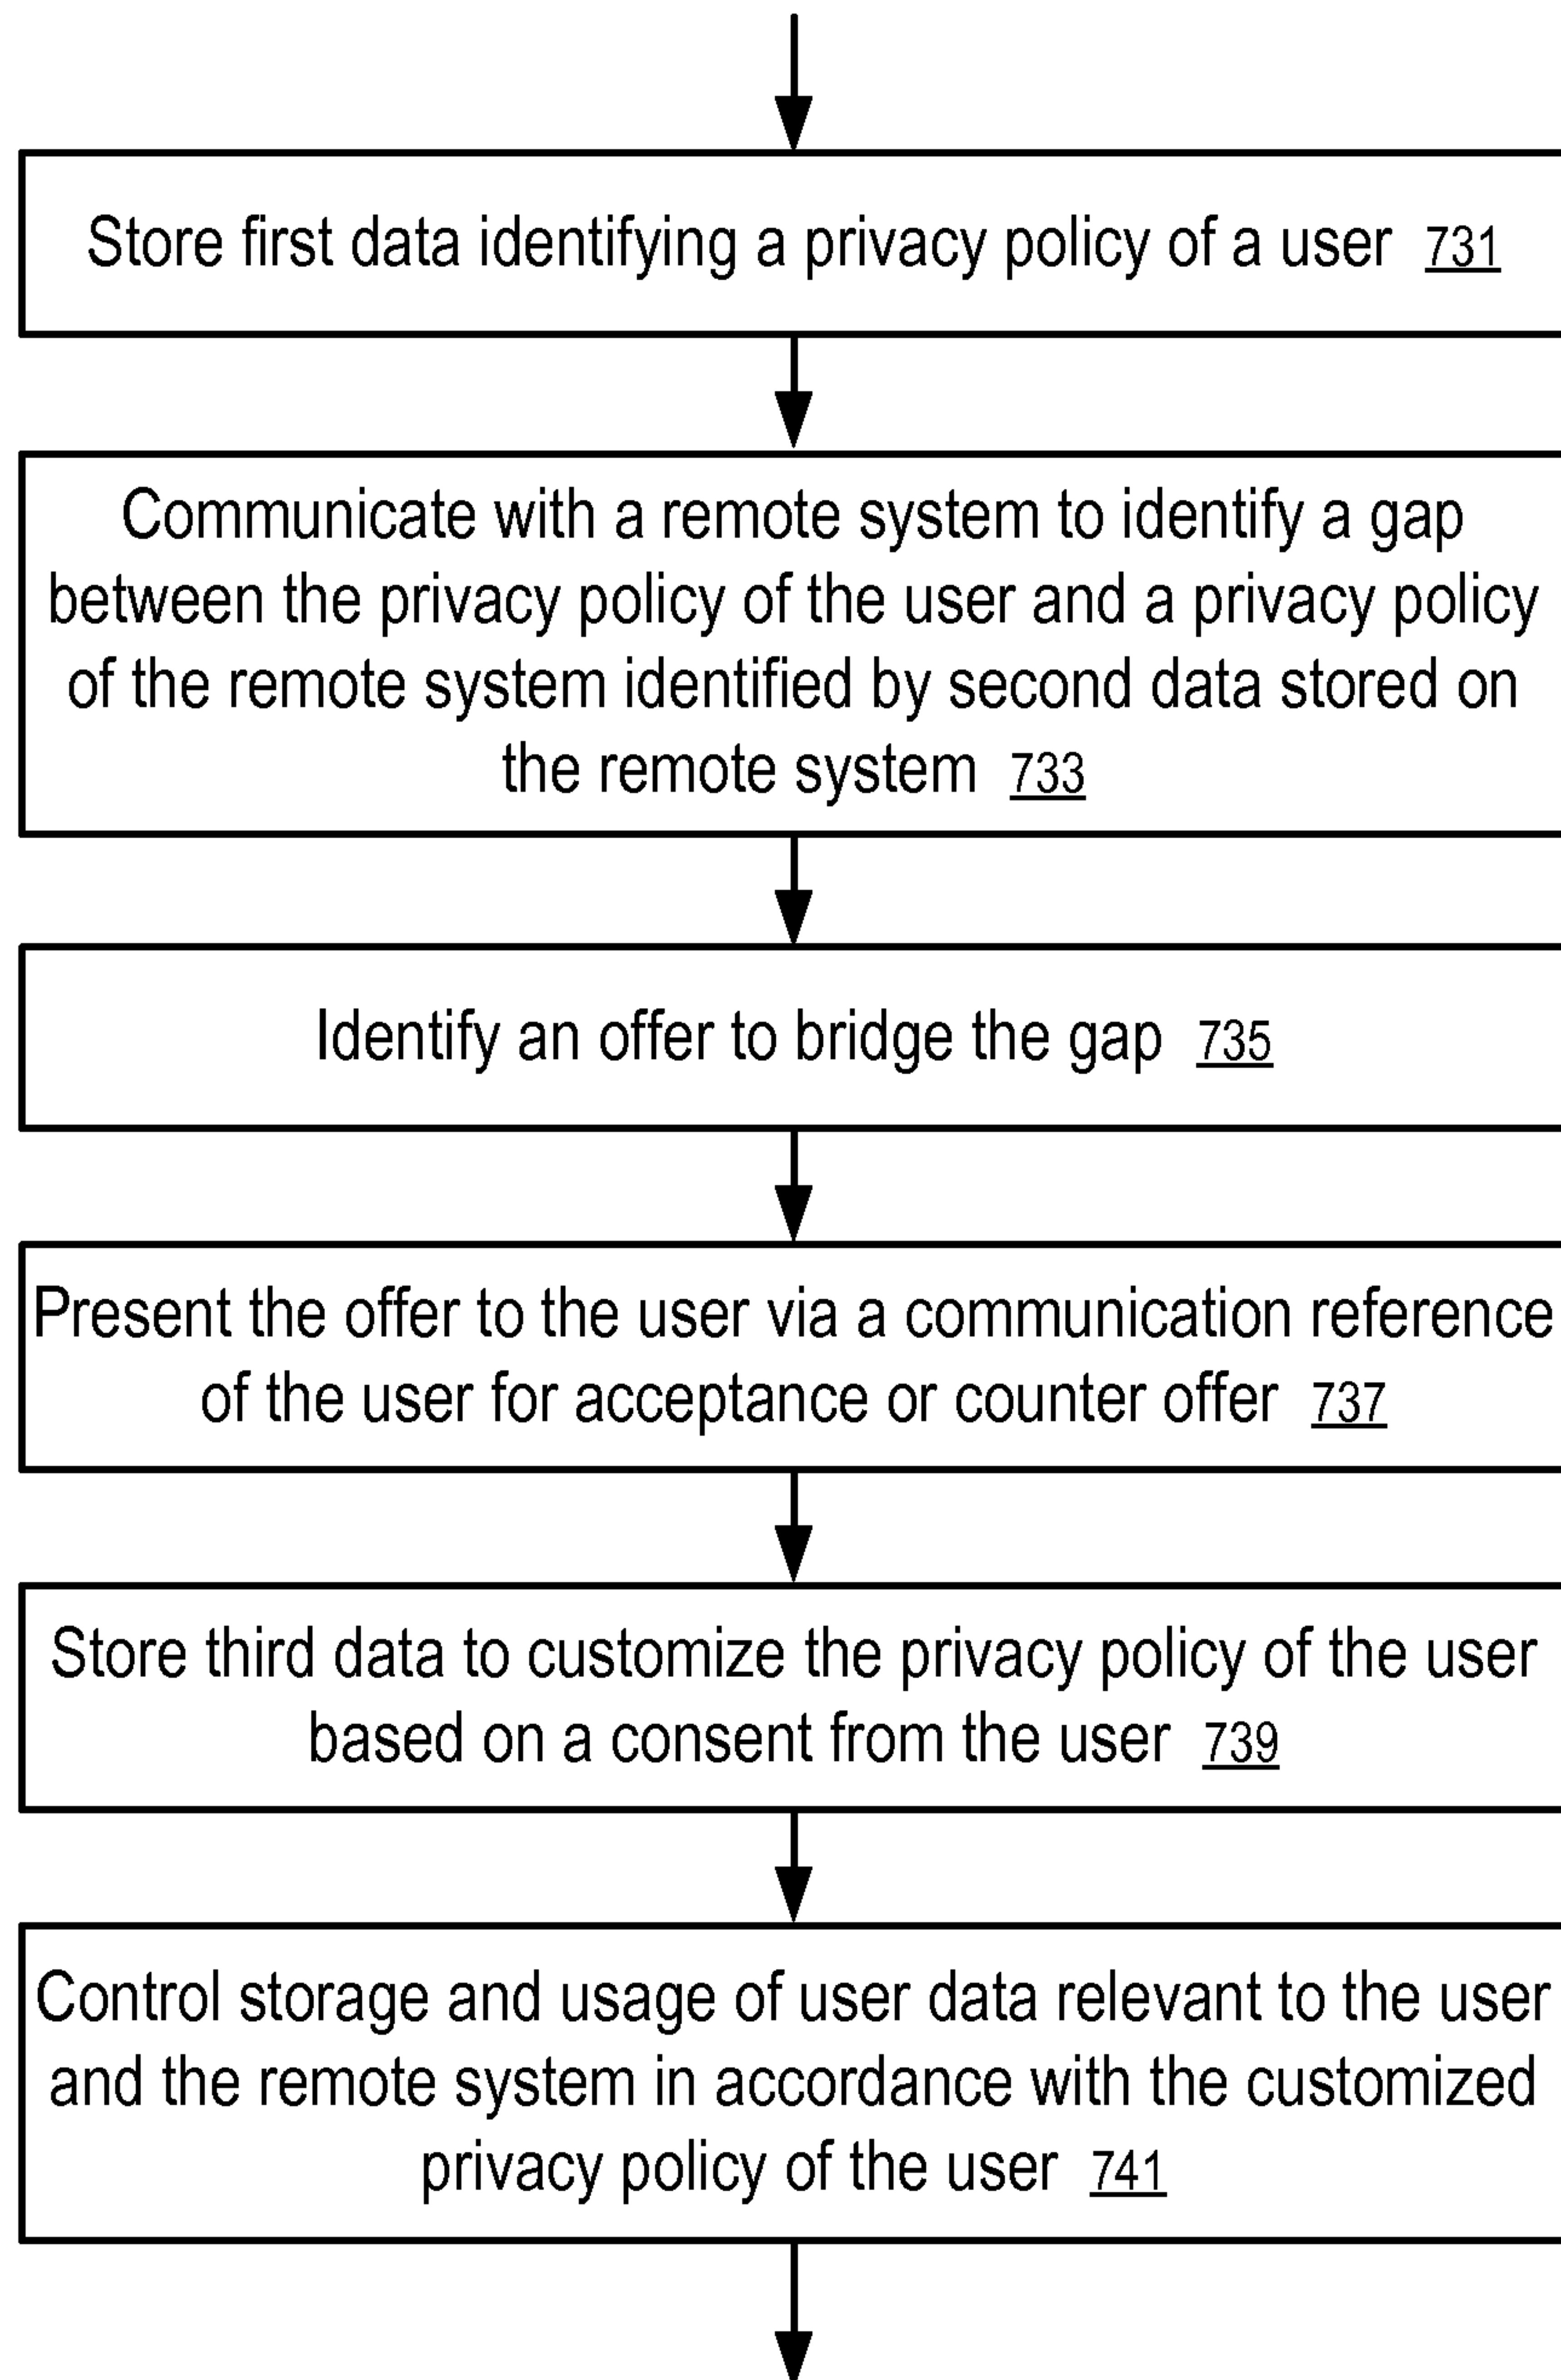 Store first data identifying a privacy policy of a user 731
Communicate with a remote system to identify a gap
between the privacy policy of the user and a privacy policy
of the remote system identified by second data stored on
the remote system 733
Identify an offer to bridge the gap 735
Present the offer to the user via a communication reference
of the user for acceptance or counter offer 737
Store third data to customize the privacy policy of the user
based on a consent from the user 739
Control storage and usage of user data relevant to the user
and the remote system in accordance with the customized
privacy policy of the user 741